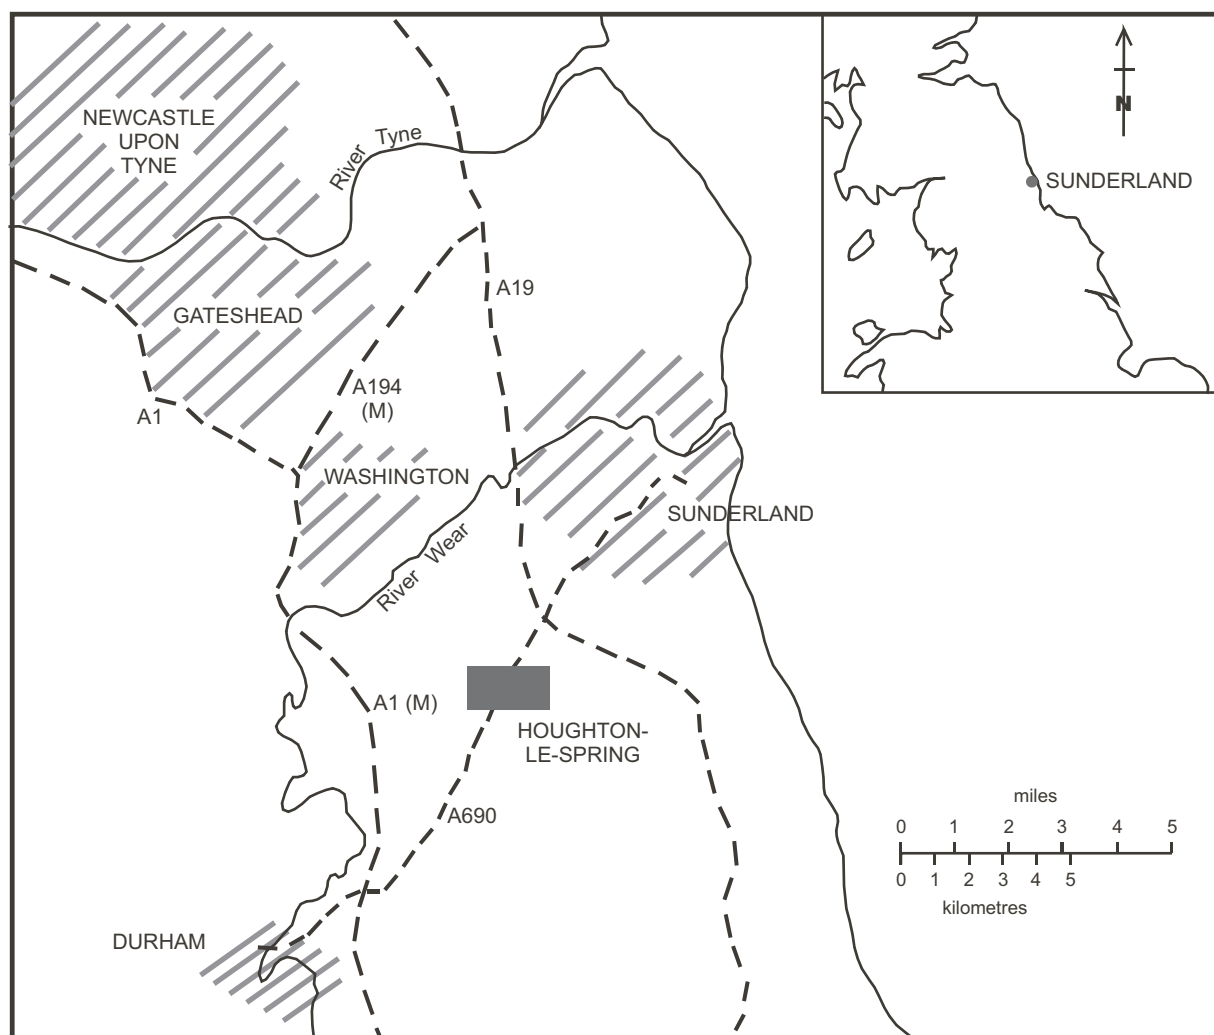 NEWCASTLE
UPON
TYNE
River Tyne
N
SUNDERLAND
A19
GATESHEAD
A194
(M)
A1
WASHINGTON
SUNDERLAND
River Wear
A1 (M)
HOUGHTON-
LE-SPRING
A690
miles
0 1 2 3 4 5
0 1 2 3 4 5
kilometres
DURHAM